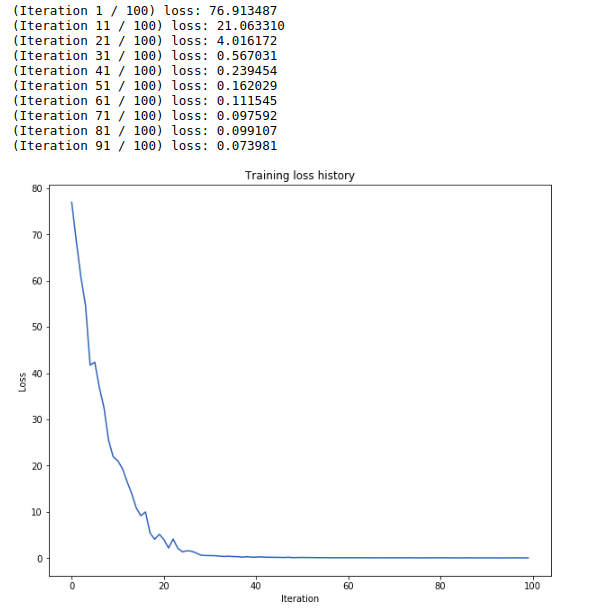 (Iteration 1 / 100) loss: 76.913487
(Iteration 11 / 100) loss: 21.063310
(Iteration 21 / 100) loss: 4.016172
(Iteration 31 / 100) loss: 0.567031
(Iteration 41 / 100) loss: 0.239454
(Iteration 51 / 100) loss: 0.162029
(Iteration 61 / 100) loss: 0.111545
(Iteration 71 / 100) loss: 0.097592
(Iteration 81 / 100) loss: 0.099107
(Iteration 91 / 100) loss: 0.073981
Training loss history
80
70
60
50
40
30
20
10
0
Loss
0 20 40 60 80 100
Iteration